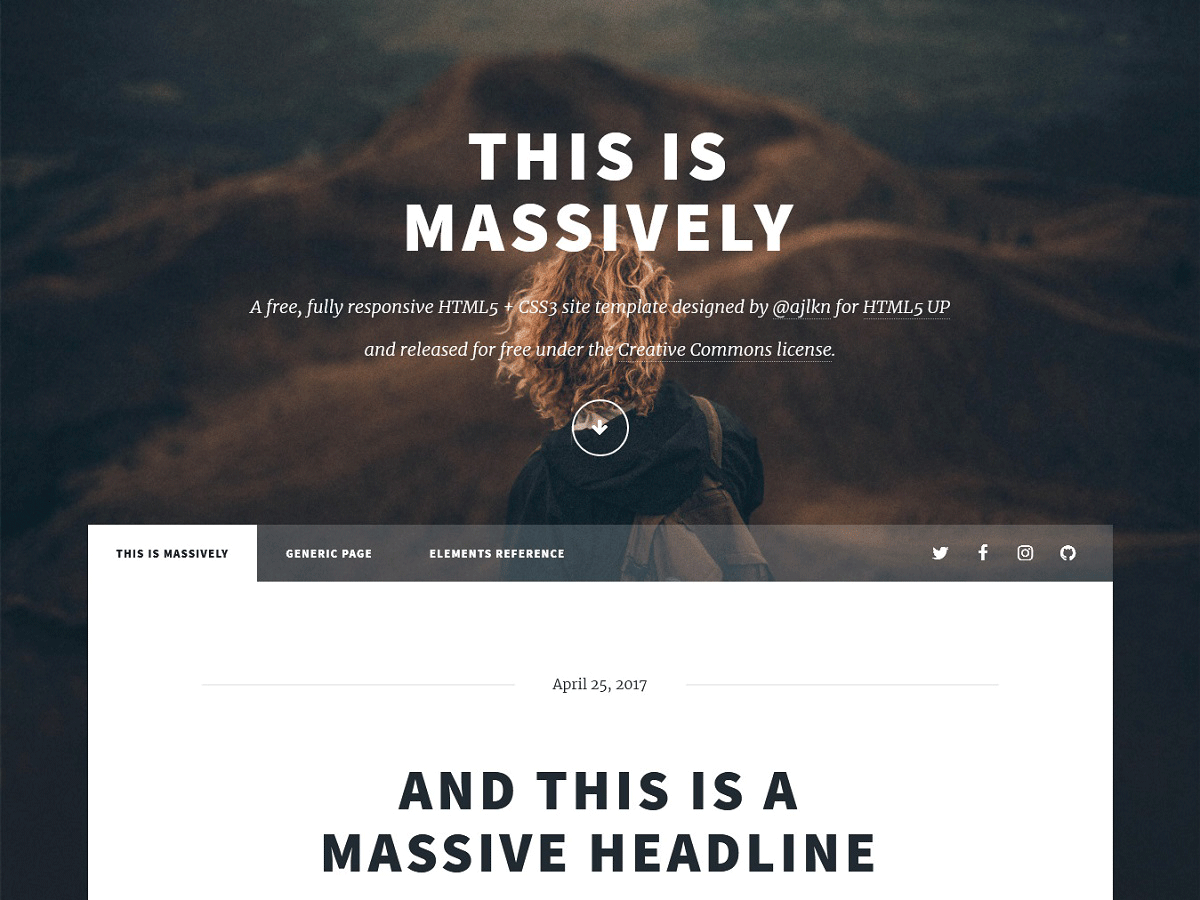 THIS IS
MASSIVELY
A free, fully responsive HTML5 + CSS3 site template designed by @ajlkn for HTML5 UP
and released for free under the Creative Commons license.
THIS IS MASSIVELY GENERIC PAGE ELEMENTS REFERENCE
April 25, 2017
AND THIS IS A
MASSIVE HEADLINE